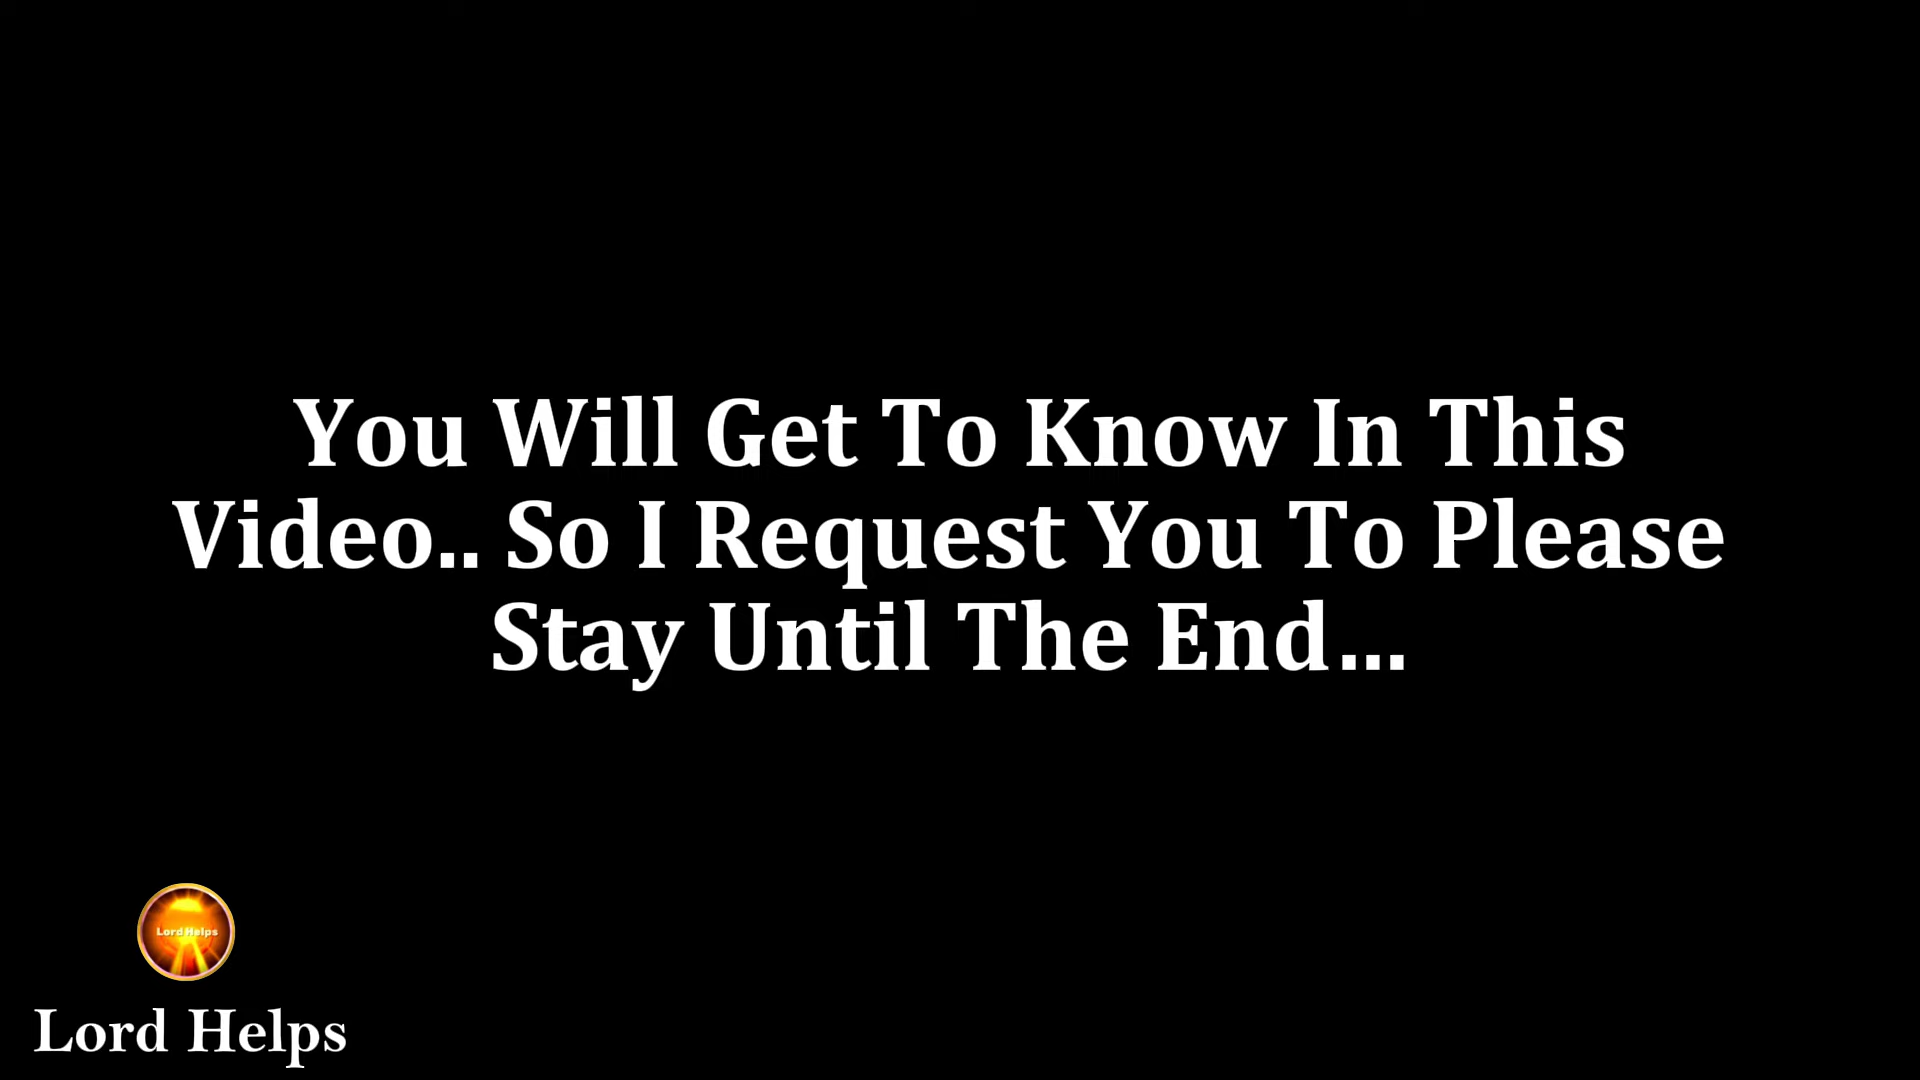 You Will Get To Know In This
Video.. So I Request You To Please
Stay Until The End...
Lord Helps
Lord Helps